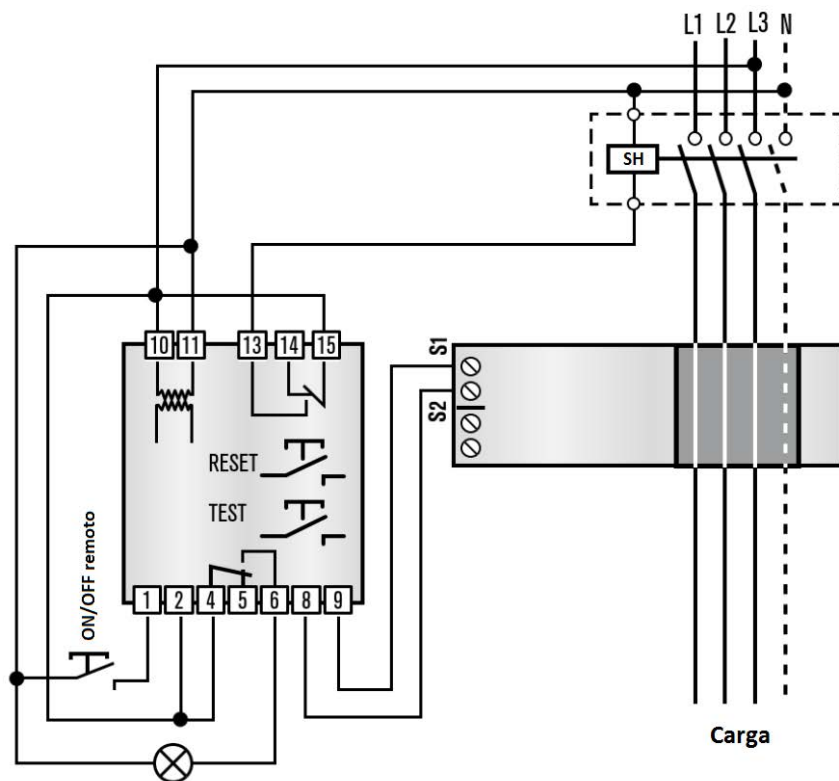 L1 L2 L3 N
SH
10 11 13 14 15
S1
S2
RESET
TEST
ON/OFF remoto
1 2 4 5 6 8 9
Carga